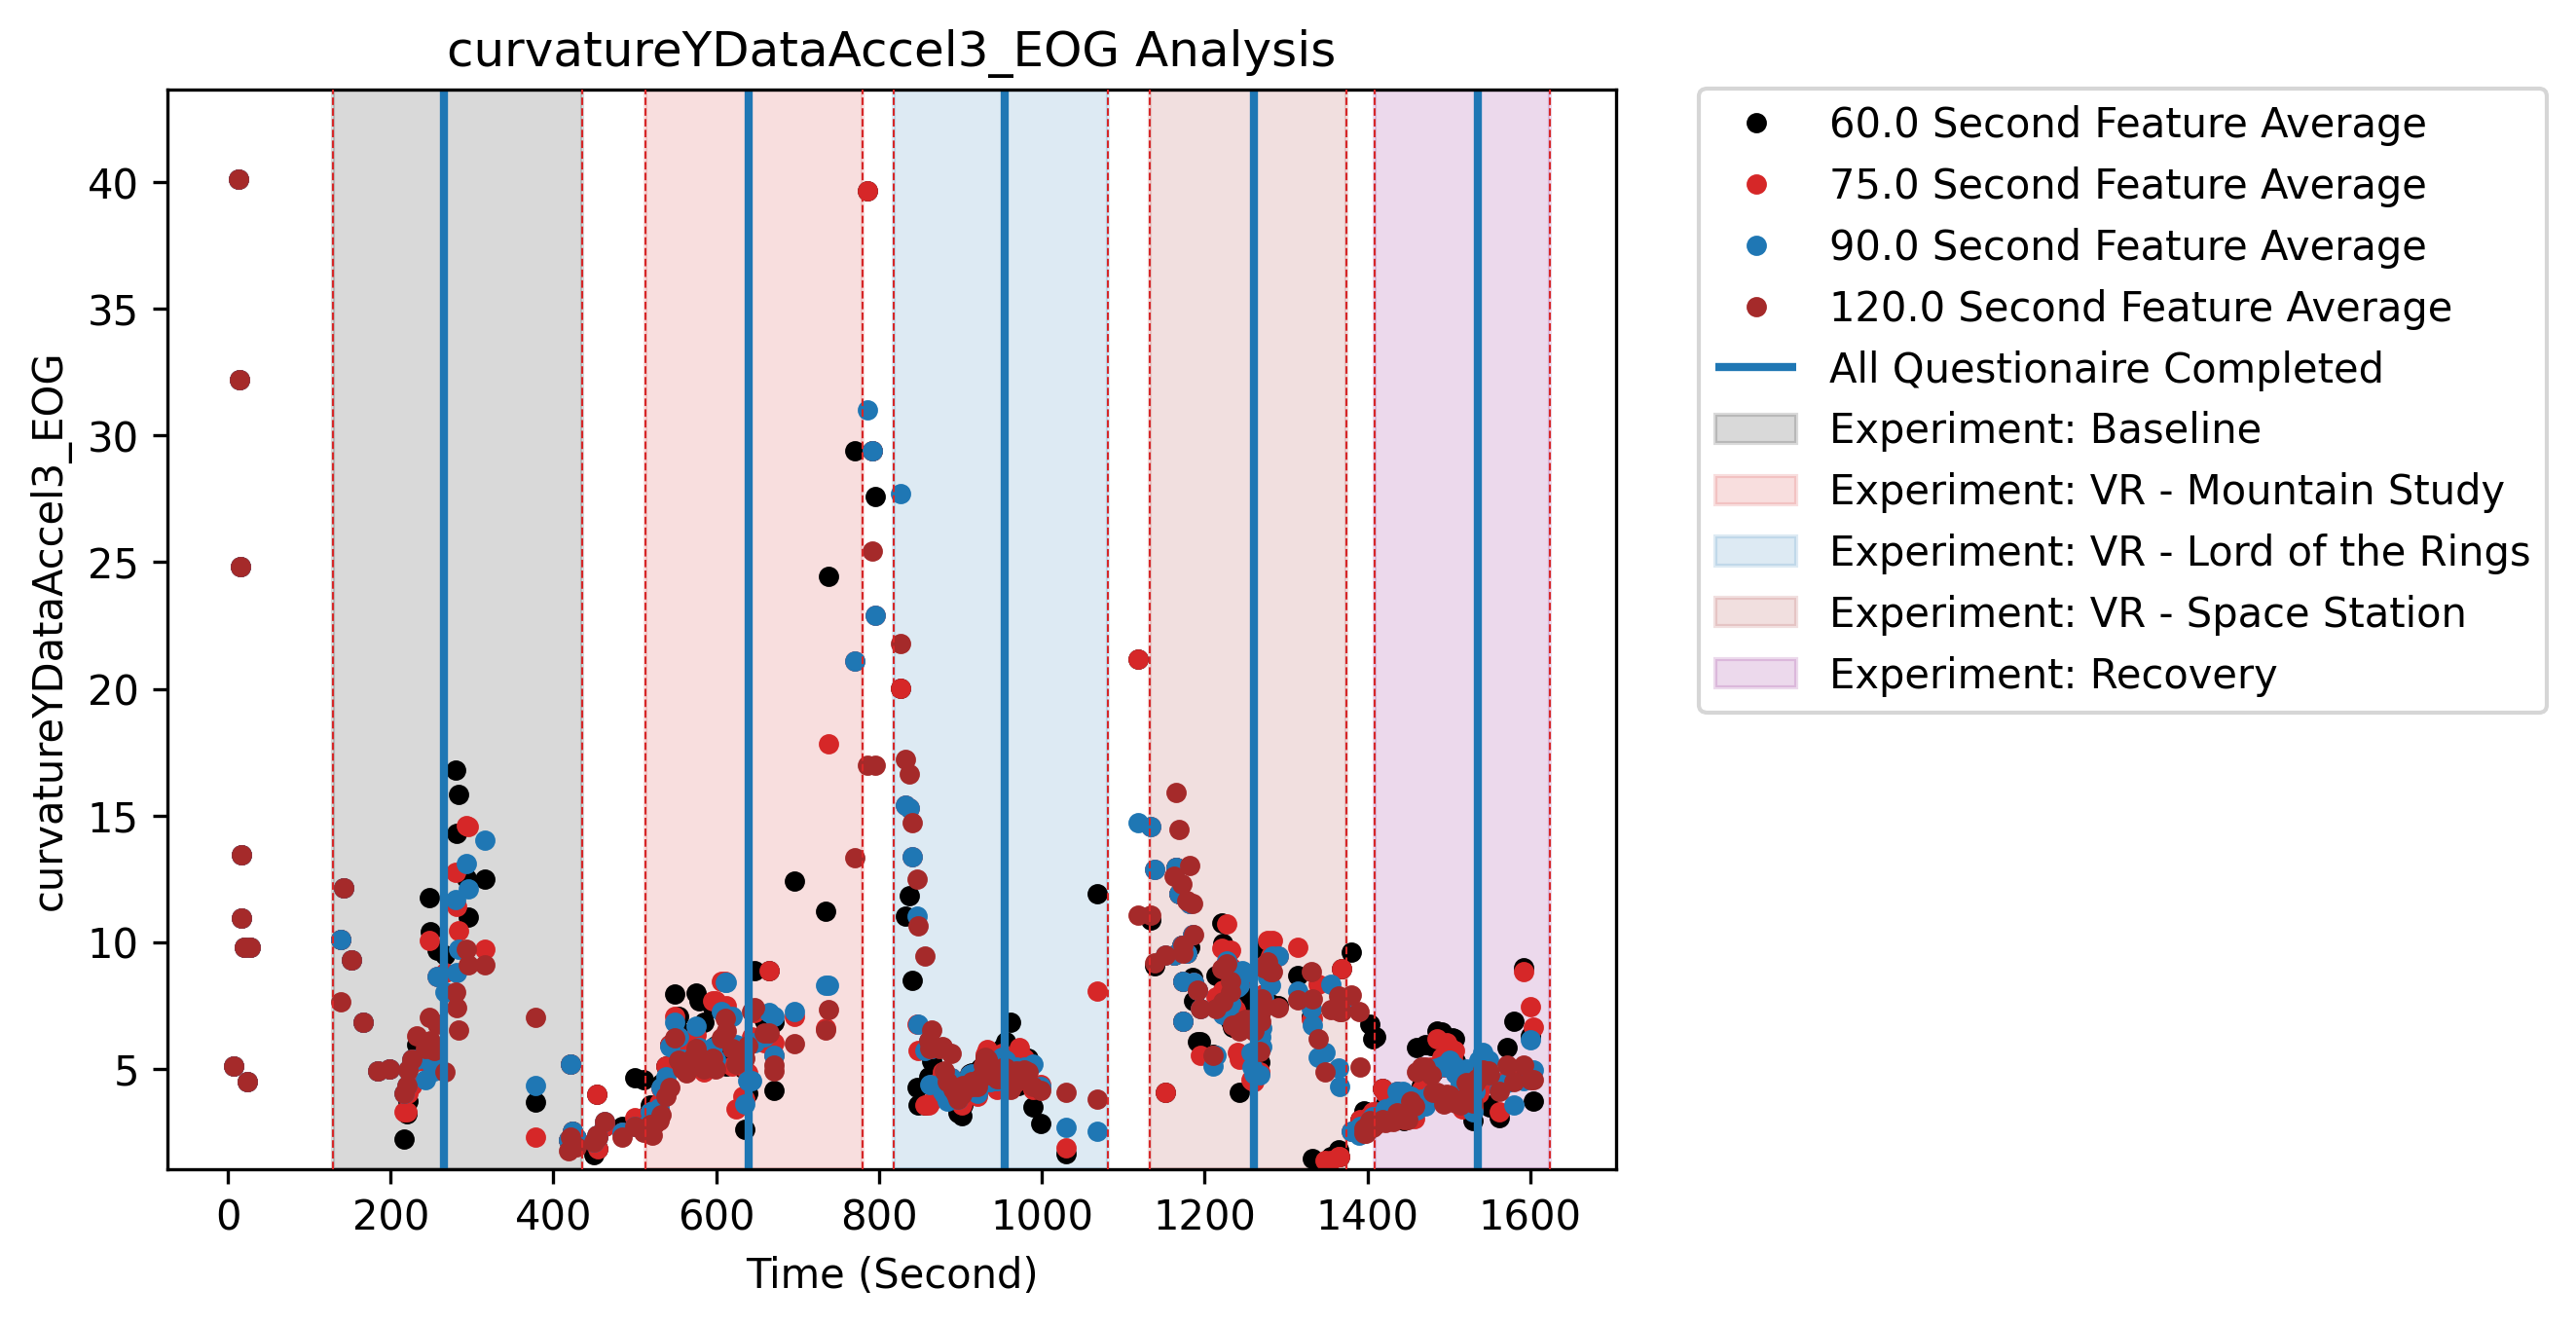 curvatureYDataAccel3_EOG Analysis
curvatureYDataAccel3_EOG
40
35
30
25
20
15
10
5
0 200 400 600 800 1000 1200 1400 1600
Time (Second)
60.0 Second Feature Average
75.0 Second Feature Average
90.0 Second Feature Average
120.0 Second Feature Average
All Questionaire Completed
Experiment: Baseline
Experiment: VR - Mountain Study
Experiment: VR - Lord of the Rings
Experiment: VR - Space Station
Experiment: Recovery